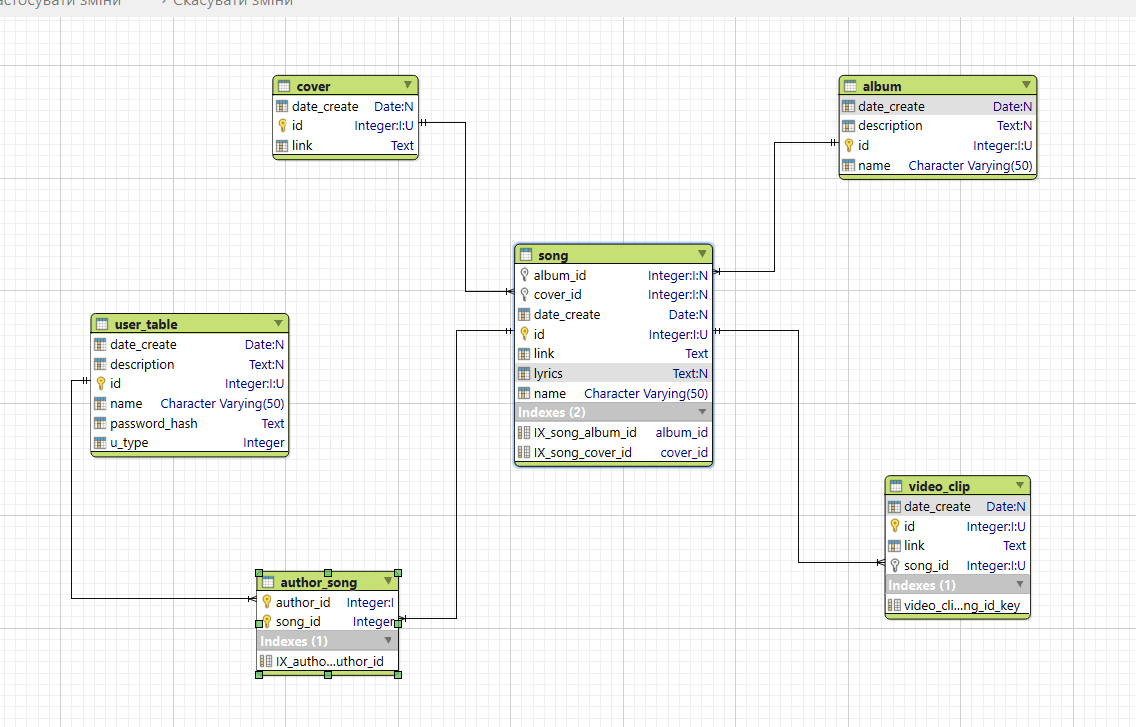 Скасувати зміни
cover
date_create Date:N
id Integer:I:U
link Text
album
date_create Date:N
description Text:N
id Integer:I:U
name Character Varying(50)
song
album_id Integer:I:N
cover_id Integer:I:N
date_create Date:N
id Integer:I:U
link Text
lyrics Text:N
name Character Varying(50)
Indexes (2)
IX_song_album_id album_id
IX_song_cover_id cover_id
user_table
date_create Date:N
description Text:N
id Integer:I:U
name Character Varying(50)
password_hash Text
u_type Integer
video_clip
date_create Date:N
id Integer:I:U
link Text
song_id Integer:I:U
Indexes (1)
video_cli...ng_id_key
author_song
author_id Integer:I
song_id Integer
Indexes (1)
IX_autho...uthor_id